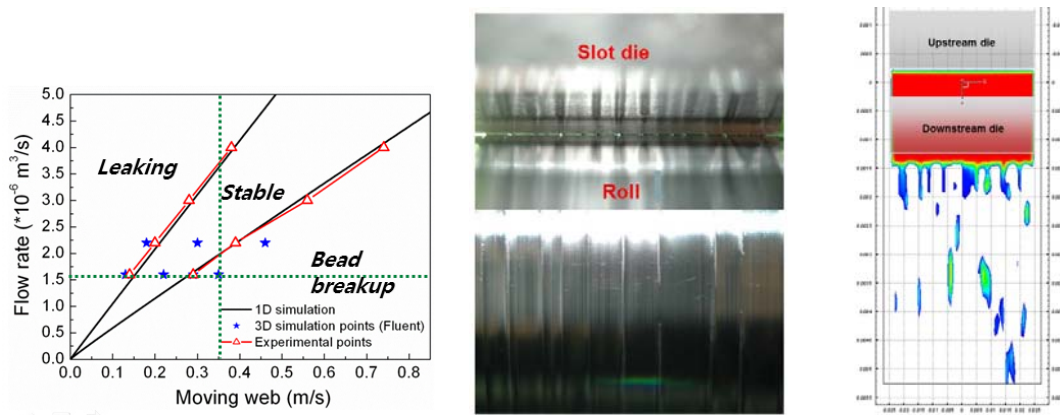 5.0
4.5
4.0
3.5
3.0
2.5
2.0
1.5
1.0
0.5
0.0
Flow rate (*10⁻⁶ m³/s)
Leaking
Stable
Bead
breakup
1D simulation
3D simulation points (Fluent)
Experimental points
0.0 0.1 0.2 0.3 0.4 0.5 0.6 0.7 0.8
Moving web (m/s)
Slot die
Roll
Upstream die
Downstream die